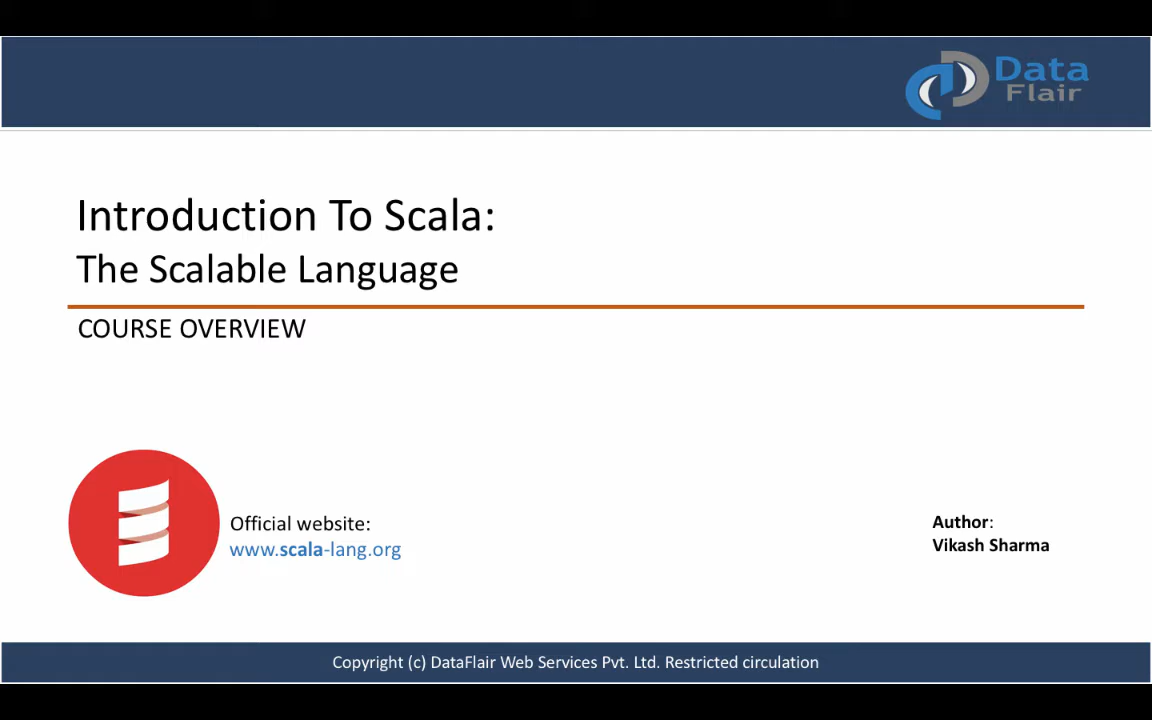 Data
Flair
Introduction To Scala:
The Scalable Language
COURSE OVERVIEW
Official website:
www.scala-lang.org
Author:
Vikash Sharma
Copyright (c) DataFlair Web Services Pvt. Ltd. Restricted circulation